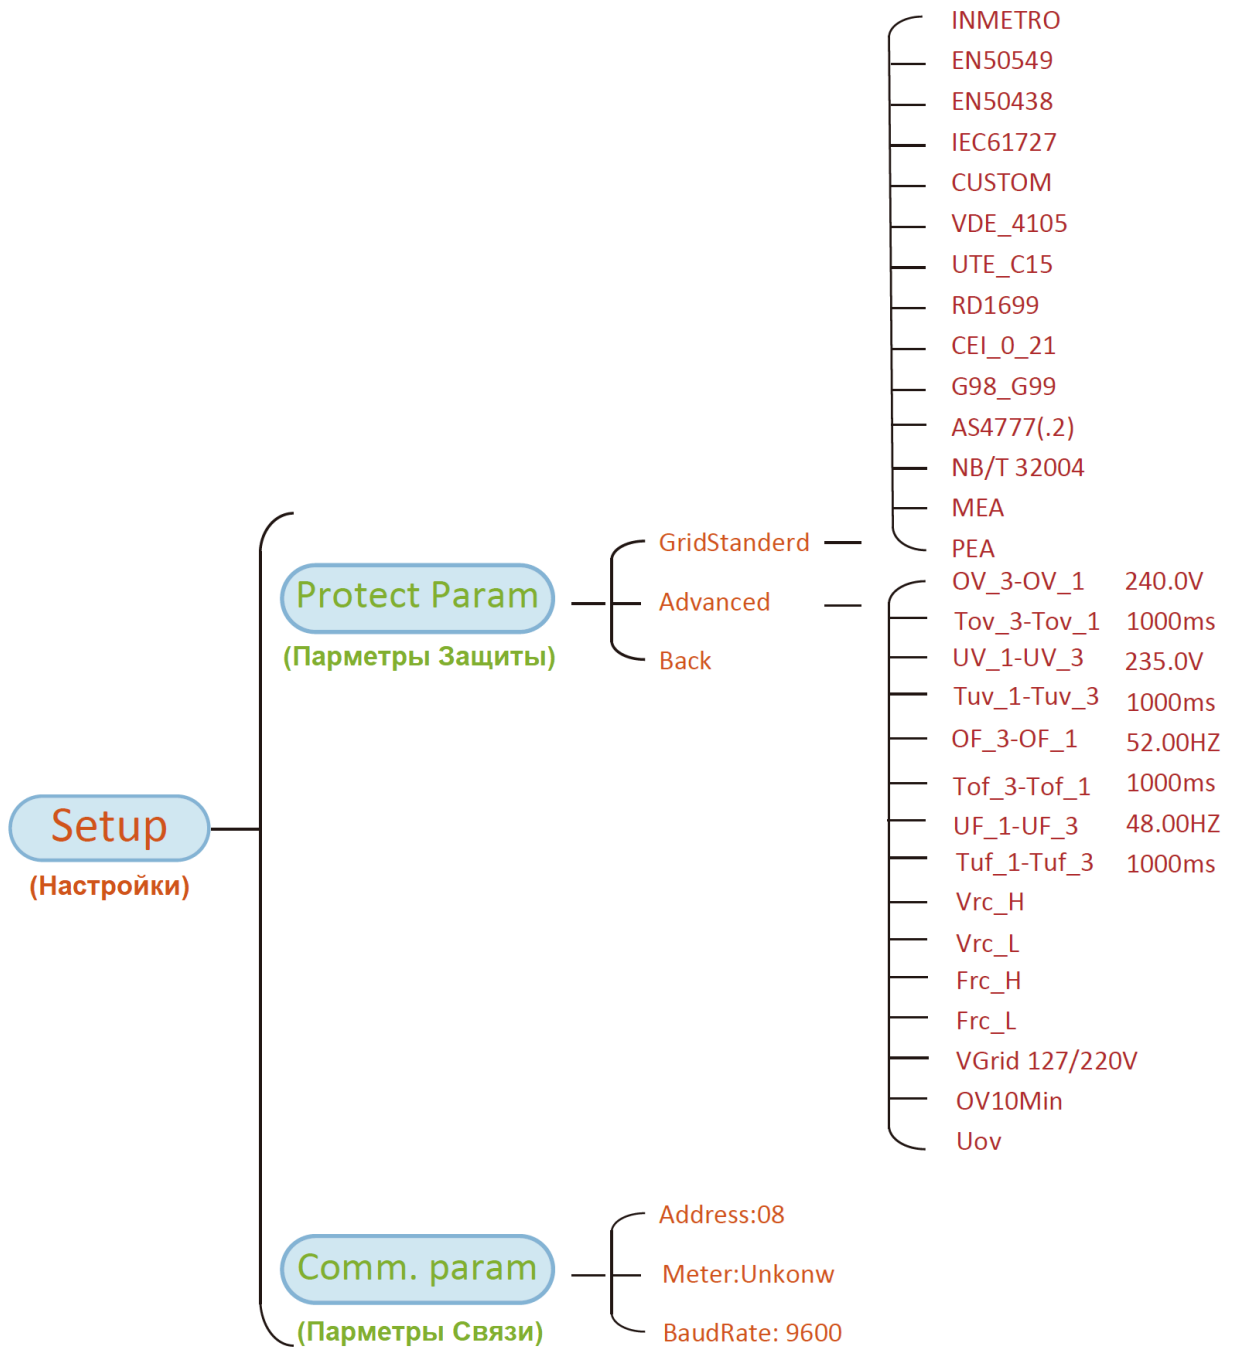 INMETRO
EN50549
EN50438
IEC61727
CUSTOM
VDE_4105
UTE_C15
RD1699
CEI_0_21
G98_G99
AS4777(.2)
NB/T 32004
MEA
PEA
GridStanderd
Advanced
Back
Protect Param
(Парметры Защиты)
OV_3-OV_1 240.0V
Tov_3-Tov_1 1000ms
UV_1-UV_3 235.0V
Tuv_1-Tuv_3 1000ms
OF_3-OF_1 52.00HZ
Tof_3-Tof_1 1000ms
UF_1-UF_3 48.00HZ
Tuf_1-Tuf_3 1000ms
Vrc_H
Vrc_L
Frc_H
Frc_L
VGrid 127/220V
OV10Min
Uov
Setup
(Настройки)
Comm. param
(Парметры Связи)
Address:08
Meter:Unkonw
BaudRate: 9600